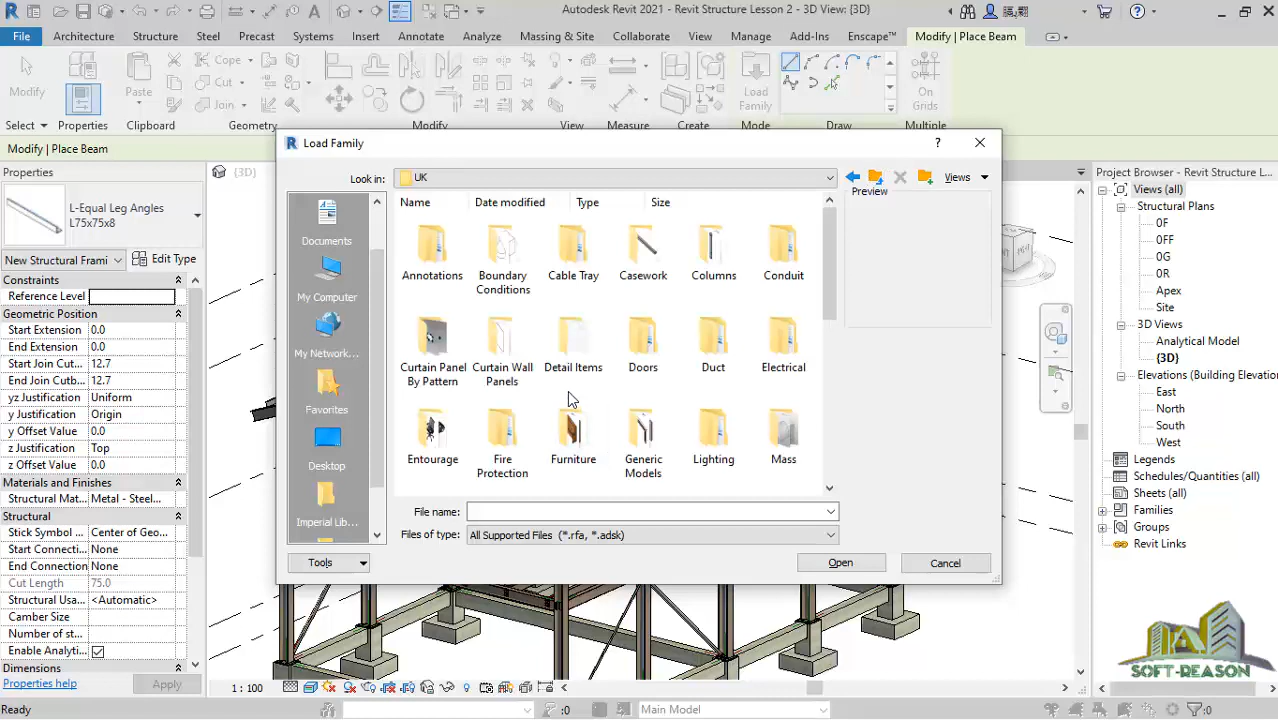 Autodesk Revit 2021 - Revit Structure Lesson 2 - 3D View: {3D}
File Architecture Structure Steel Precast Systems Insert Annotate Analyze Massing & Site Collaborate View Manage Add-Ins Enscape™ Modify | Place Beam
Modify Paste Cope Cut Join Load Family On Grids
Select Properties Clipboard Geometry Modify View Measure Create Mode Draw Multiple
Modify | Place Beam
Properties
L-Equal Leg Angles
L75x75x8
New Structural Frami Edit Type
Constraints
Reference Level
Geometric Position
Start Extension 0.0
End Extension 0.0
Start Join Cut... 12.7
End Join Cutb... 12.7
yz Justification Uniform
y Justification Origin
y Offset Value 0.0
z Justification Top
z Offset Value 0.0
Materials and Finishes
Structural Mat... Metal - Steel...
Structural
Stick Symbol ... Center of Geo...
Start Connecti... None
End Connection None
Cut Length 75.0
Structural Usa... <Automatic>
Camber Size
Number of st...
Enable Analyti...
Dimensions
Properties help Apply
Ready
{3D}
Load Family
?
Look in: UK
Views
Preview
Documents
My Computer
My Network...
Favorites
Desktop
Imperial Lib...
Name Date modified Type Size
Annotations
Boundary Conditions
Cable Tray
Casework
Columns
Conduit
Curtain Panel By Pattern
Curtain Wall Panels
Detail Items
Doors
Duct
Electrical
Entourage
Fire Protection
Furniture
Generic Models
Lighting
Mass
File name:
Files of type: All Supported Files (*.rfa, *.adsk)
Tools Open Cancel
1 : 100
:0 Main Model :0
Project Browser - Revit Structure L...
Views (all)
Structural Plans
0F
0FF
0G
0R
Apex
Site
3D Views
Analytical Model
{3D}
Elevations (Building Elevation
East
North
South
West
Legends
Schedules/Quantities (all)
Sheets (all)
Families
Groups
Revit Links
SOFT-REASON